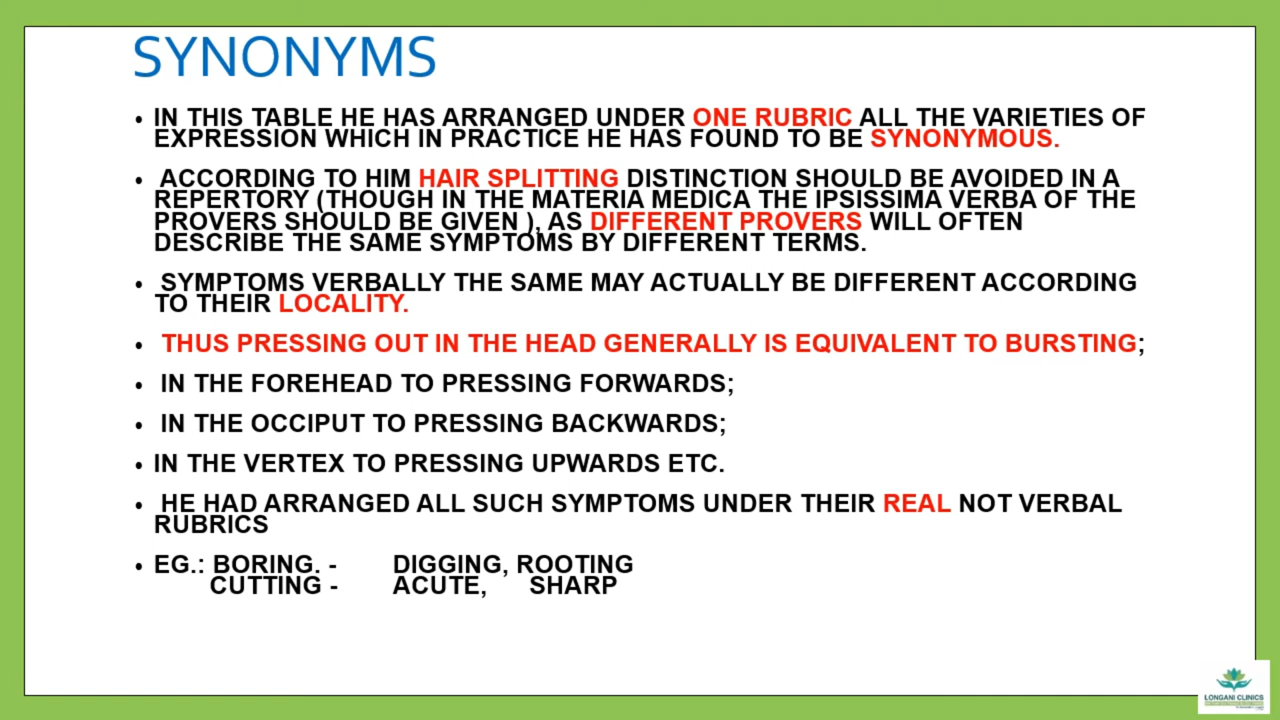 SYNONYMS
• IN THIS TABLE HE HAS ARRANGED UNDER ONE RUBRIC ALL THE VARIETIES OF
EXPRESSION WHICH IN PRACTICE HE HAS FOUND TO BE SYNONYMOUS.
• ACCORDING TO HIM HAIR SPLITTING DISTINCTION SHOULD BE AVOIDED IN A
REPERTORY (THOUGH IN THE MATERIA MEDICA THE IPSISSIMA VERBA OF THE
PROVERS SHOULD BE GIVEN ), AS DIFFERENT PROVERS WILL OFTEN
DESCRIBE THE SAME SYMPTOMS BY DIFFERENT TERMS.
• SYMPTOMS VERBALLY THE SAME MAY ACTUALLY BE DIFFERENT ACCORDING
TO THEIR LOCALITY.
• THUS PRESSING OUT IN THE HEAD GENERALLY IS EQUIVALENT TO BURSTING;
• IN THE FOREHEAD TO PRESSING FORWARDS;
• IN THE OCCIPUT TO PRESSING BACKWARDS;
• IN THE VERTEX TO PRESSING UPWARDS ETC.
• HE HAD ARRANGED ALL SUCH SYMPTOMS UNDER THEIR REAL NOT VERBAL
RUBRICS
• EG.: BORING. - DIGGING, ROOTING
CUTTING - ACUTE, SHARP
LONGANI CLINICS